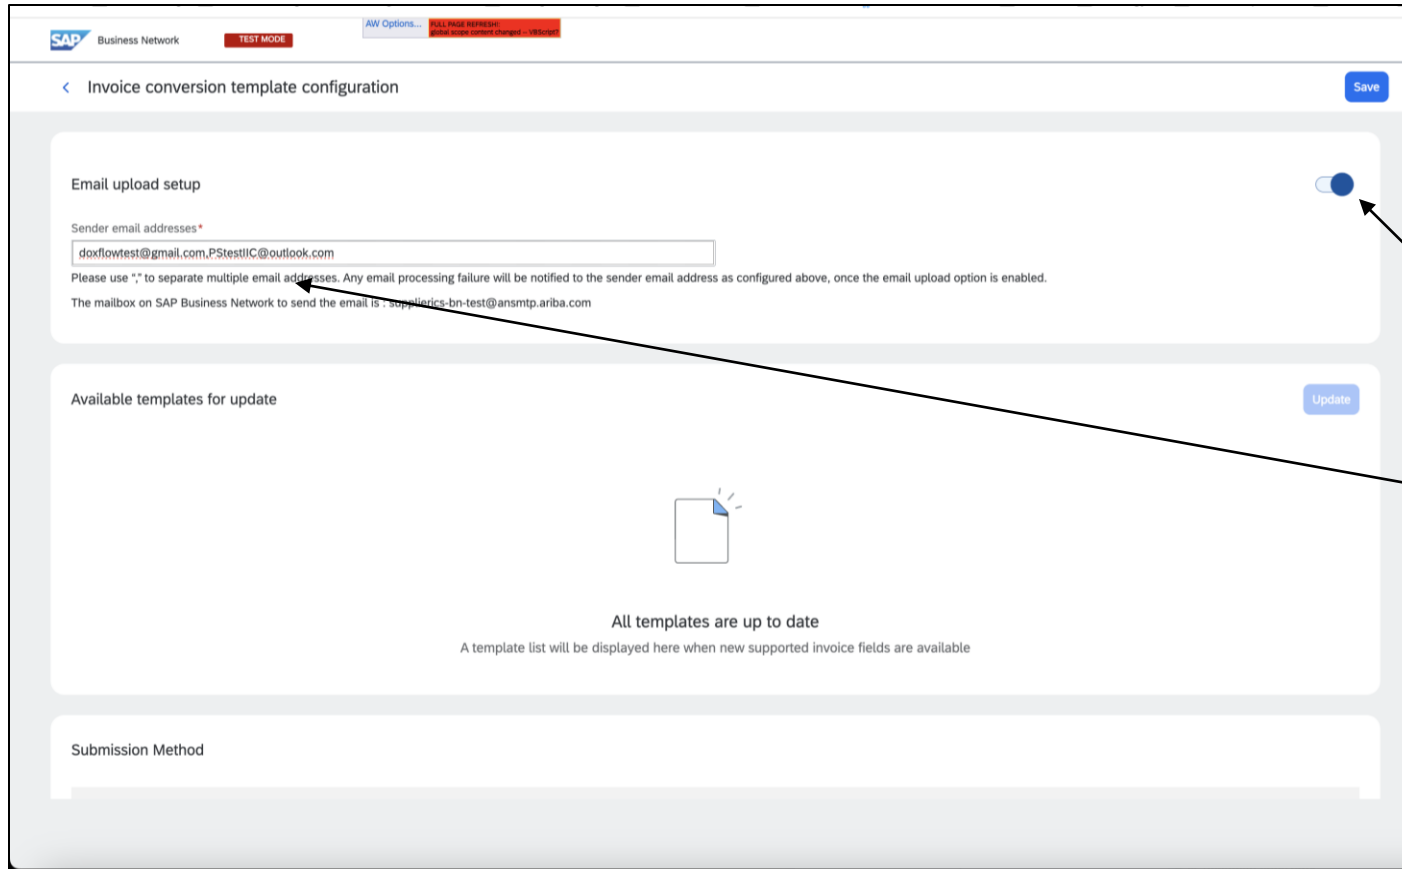 AW Options...
FULL PAGE REFRESH!
global scope content changed -- VBScript?
SAP Business Network TEST MODE
Invoice conversion template configuration
Save
Email upload setup
Sender email addresses*
doxflowtest@gmail.com,PStestIIC@outlook.com
Please use "," to separate multiple email addresses. Any email processing failure will be notified to the sender email address as configured above, once the email upload option is enabled.
The mailbox on SAP Business Network to send the email is : supplierics-bn-test@ansmtp.ariba.com
Available templates for update
Update
All templates are up to date
A template list will be displayed here when new supported invoice fields are available
Submission Method